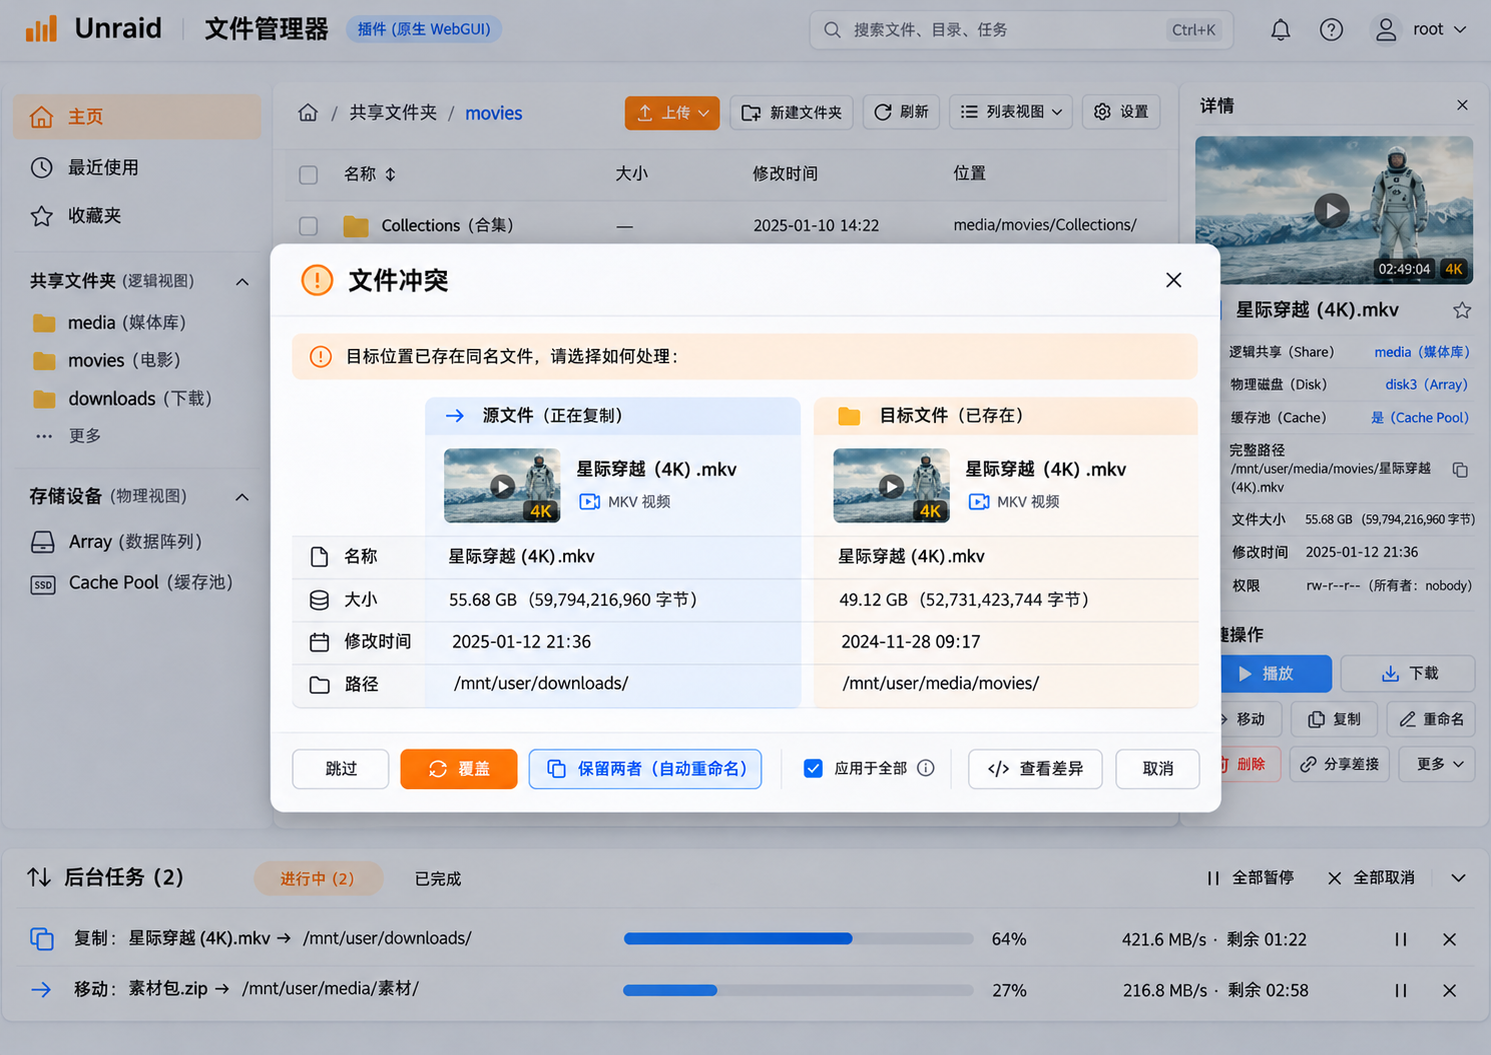 Unraid
文件管理器
插件 (原生 WebGUI)
搜索文件、目录、任务
Ctrl+K
root
主页
最近使用
收藏夹
共享文件夹 (逻辑视图)
media (媒体库)
movies (电影)
downloads (下载)
更多
存储设备 (物理视图)
Array (数据阵列)
SSD
Cache Pool (缓存池)
/ 共享文件夹 / movies
上传
新建文件夹
刷新
列表视图
设置
名称
大小
修改时间
位置
Collections (合集)
—
2025-01-10 14:22
media/movies/Collections/
文件冲突
目标位置已存在同名文件，请选择如何处理：
源文件 (正在复制)
目标文件 (已存在)
4K
星际穿越 (4K) .mkv
MKV 视频
4K
星际穿越 (4K) .mkv
MKV 视频
名称
星际穿越 (4K) .mkv
星际穿越 (4K) .mkv
大小
55.68 GB (59,794,216,960 字节)
49.12 GB (52,731,423,744 字节)
修改时间
2025-01-12 21:36
2024-11-28 09:17
路径
/mnt/user/downloads/
/mnt/user/media/movies/
跳过
覆盖
保留两者 (自动重命名)
应用于全部
</> 查看差异
取消
详情
02:49:04
4K
星际穿越 (4K).mkv
逻辑共享 (Share)
media (媒体库)
物理磁盘 (Disk)
disk3 (Array)
缓存池 (Cache)
是 (Cache Pool)
完整路径
/mnt/user/media/movies/星际穿越
(4K).mkv
文件大小
55.68 GB (59,794,216,960 字节)
修改时间
2025-01-12 21:36
权限
rw-r--r-- (所有者: nobody)
捷操作
播放
下载
移动
复制
重命名
删除
分享差接
更多
后台任务 (2)
进行中 (2)
已完成
全部暂停
全部取消
复制: 星际穿越 (4K).mkv → /mnt/user/downloads/
64%
421.6 MB/s · 剩余 01:22
移动: 素材包.zip → /mnt/user/media/素材/
27%
216.8 MB/s · 剩余 02:58